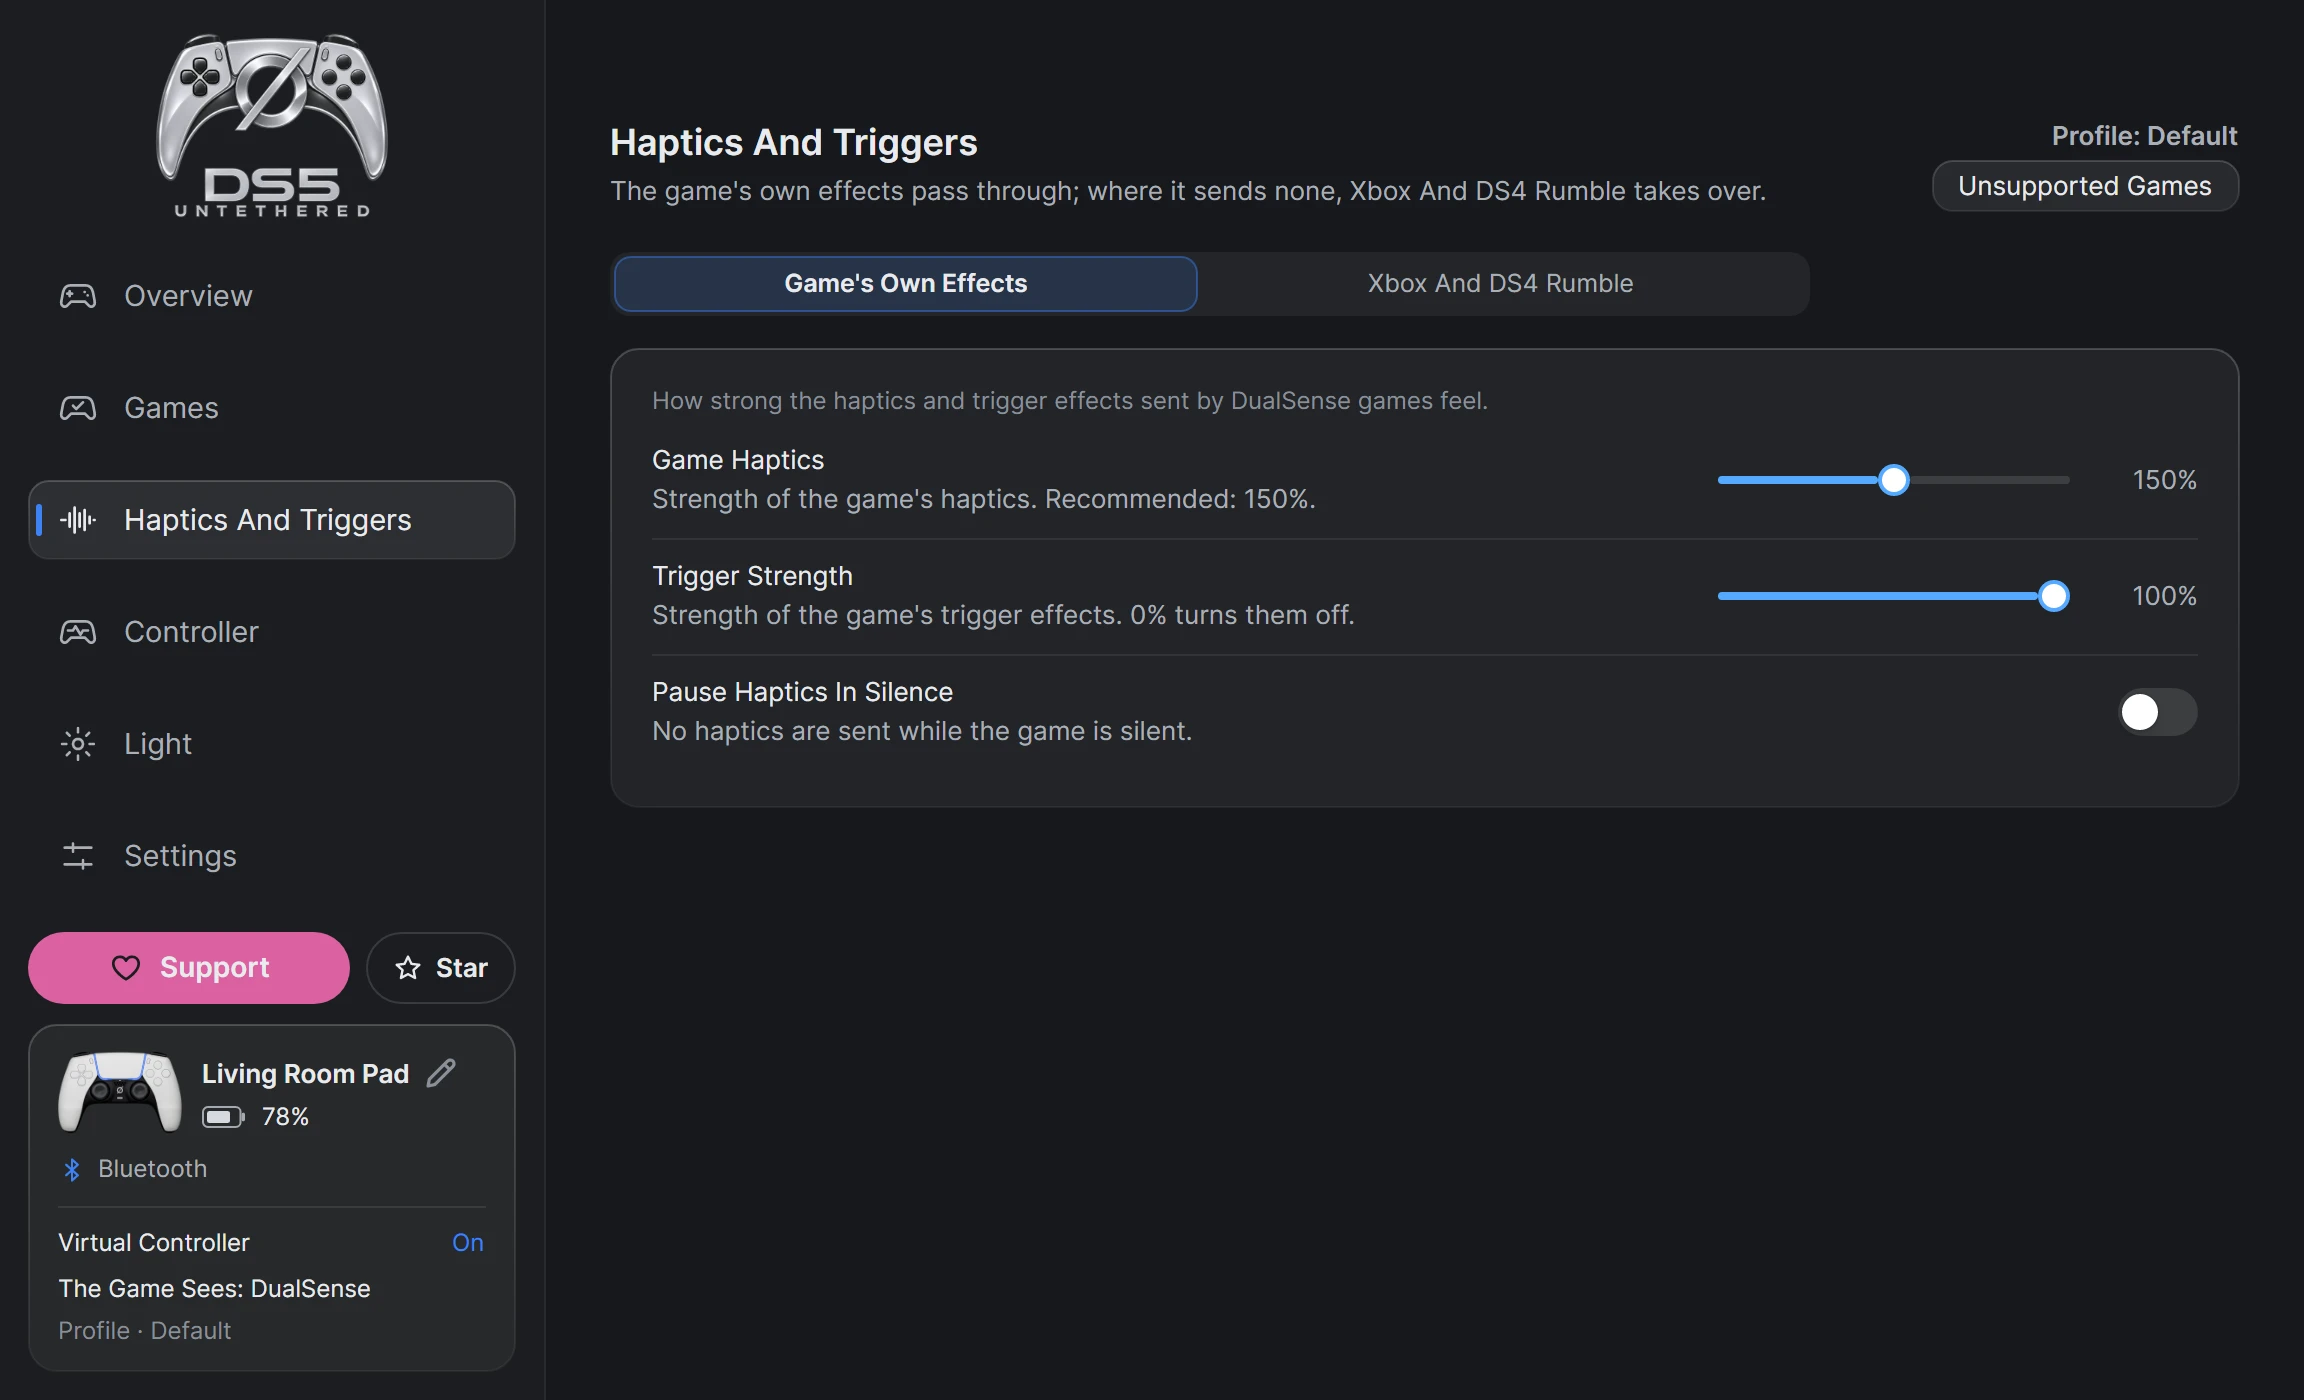 DS5
UNTETHERED
Overview
Games
Haptics And Triggers
Controller
Light
Settings
Support
Star
Living Room Pad
78%
Bluetooth
Virtual Controller On
The Game Sees: DualSense
Profile · Default
Haptics And Triggers
The game's own effects pass through; where it sends none, Xbox And DS4 Rumble takes over.
Profile: Default
Unsupported Games
Game's Own Effects
Xbox And DS4 Rumble
How strong the haptics and trigger effects sent by DualSense games feel.
Game Haptics
Strength of the game's haptics. Recommended: 150%.
150%
Trigger Strength
Strength of the game's trigger effects. 0% turns them off.
100%
Pause Haptics In Silence
No haptics are sent while the game is silent.